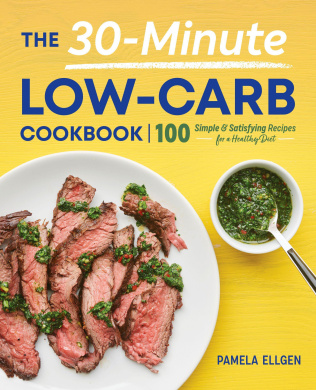 THE 30-Minute
LOW-CARB
COOKBOOK | 100 Simple & Satisfying Recipes
for a Healthy Diet
PAMELA ELLGEN